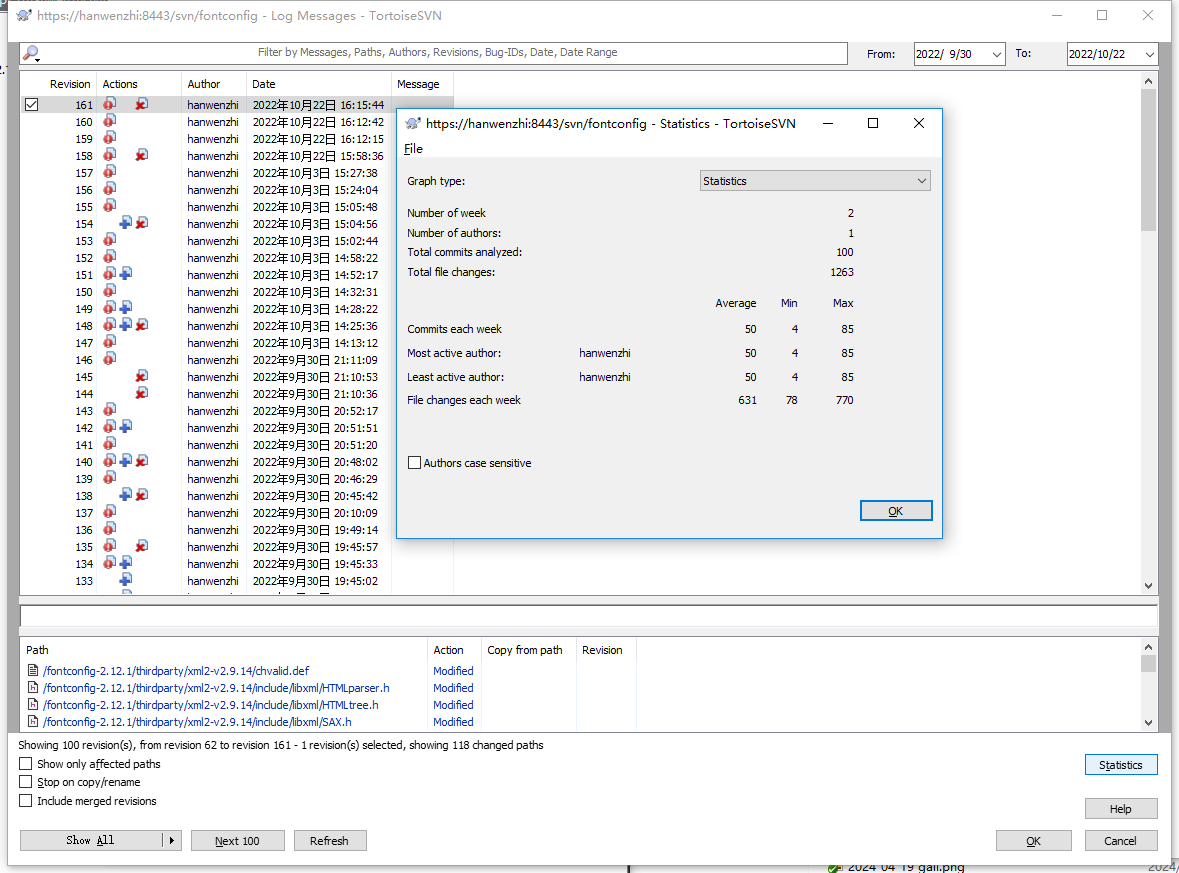 https://hanwenzhi:8443/svn/fontconfig - Log Messages - TortoiseSVN
Filter by Messages, Paths, Authors, Revisions, Bug-IDs, Date, Date Range
From: 2022/ 9/30 To: 2022/10/22
Revision Actions Author Date Message
161 hanwenzhi 2022年10月22日 16:15:44
160 hanwenzhi 2022年10月22日 16:12:42
159 hanwenzhi 2022年10月22日 16:12:15
158 hanwenzhi 2022年10月22日 15:58:36
157 hanwenzhi 2022年10月3日 15:27:38
156 hanwenzhi 2022年10月3日 15:24:04
155 hanwenzhi 2022年10月3日 15:05:48
154 hanwenzhi 2022年10月3日 15:04:56
153 hanwenzhi 2022年10月3日 15:02:44
152 hanwenzhi 2022年10月3日 14:58:22
151 hanwenzhi 2022年10月3日 14:52:17
150 hanwenzhi 2022年10月3日 14:32:31
149 hanwenzhi 2022年10月3日 14:28:22
148 hanwenzhi 2022年10月3日 14:25:36
147 hanwenzhi 2022年10月3日 14:13:12
146 hanwenzhi 2022年9月30日 21:11:09
145 hanwenzhi 2022年9月30日 21:10:53
144 hanwenzhi 2022年9月30日 21:10:36
143 hanwenzhi 2022年9月30日 20:52:17
142 hanwenzhi 2022年9月30日 20:51:51
141 hanwenzhi 2022年9月30日 20:51:20
140 hanwenzhi 2022年9月30日 20:48:02
139 hanwenzhi 2022年9月30日 20:46:29
138 hanwenzhi 2022年9月30日 20:45:42
137 hanwenzhi 2022年9月30日 20:10:09
136 hanwenzhi 2022年9月30日 19:49:14
135 hanwenzhi 2022年9月30日 19:45:57
134 hanwenzhi 2022年9月30日 19:45:33
133 hanwenzhi 2022年9月30日 19:45:02
https://hanwenzhi:8443/svn/fontconfig - Statistics - TortoiseSVN
File
Graph type: Statistics
Number of week 2
Number of authors: 1
Total commits analyzed: 100
Total file changes: 1263
Average Min Max
Commits each week 50 4 85
Most active author: hanwenzhi 50 4 85
Least active author: hanwenzhi 50 4 85
File changes each week 631 78 770
Authors case sensitive
OK
Path Action Copy from path Revision
/fontconfig-2.12.1/thirdparty/xml2-v2.9.14/chvalid.def Modified
/fontconfig-2.12.1/thirdparty/xml2-v2.9.14/include/libxml/HTMLparser.h Modified
/fontconfig-2.12.1/thirdparty/xml2-v2.9.14/include/libxml/HTMLtree.h Modified
/fontconfig-2.12.1/thirdparty/xml2-v2.9.14/include/libxml/SAX.h Modified
Showing 100 revision(s), from revision 62 to revision 161 - 1 revision(s) selected, showing 118 changed paths
Show only affected paths
Stop on copy/rename
Include merged revisions
Statistics
Help
Show All Next 100 Refresh OK Cancel